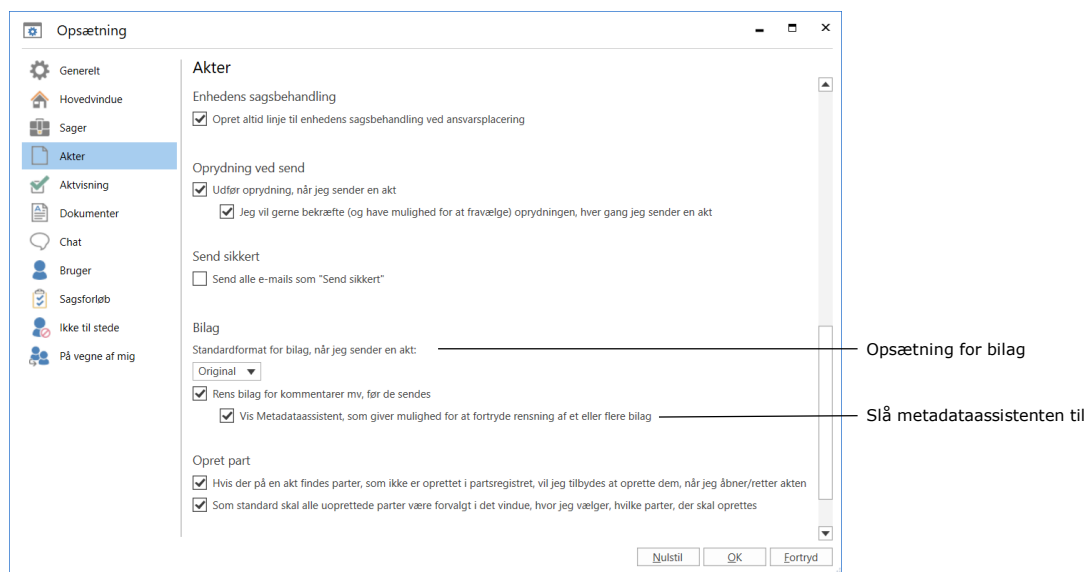 Opsætning
Generelt
Hovedvindue
Sager
Akter
Aktvisning
Dokumenter
Chat
Bruger
Sagsforløb
Ikke til stede
På vegne af mig
Akter
Enhedens sagsbehandling
Opret altid linje til enhedens sagsbehandling ved ansvarsplacering
Oprydning ved send
Udfør oprydning, når jeg sender en akt
Jeg vil gerne bekræfte (og have mulighed for at fravælge) oprydningen, hver gang jeg sender en akt
Send sikkert
Send alle e-mails som "Send sikkert"
Bilag
Standardformat for bilag, når jeg sender en akt:
Original
Rens bilag for kommentarer mv, før de sendes
Vis Metadataassistent, som giver mulighed for at fortryde rensning af et eller flere bilag
Opret part
Hvis der på en akt findes parter, som ikke er oprettet i partsregistret, vil jeg tilbydes at oprette dem, når jeg åbner/retter akten
Som standard skal alle uoprettede parter være forvalgt i det vindue, hvor jeg vælger, hvilke parter, der skal oprettes
Nulstil
OK
Fortryd
Opsætning for bilag
Slå metadataassistenten til